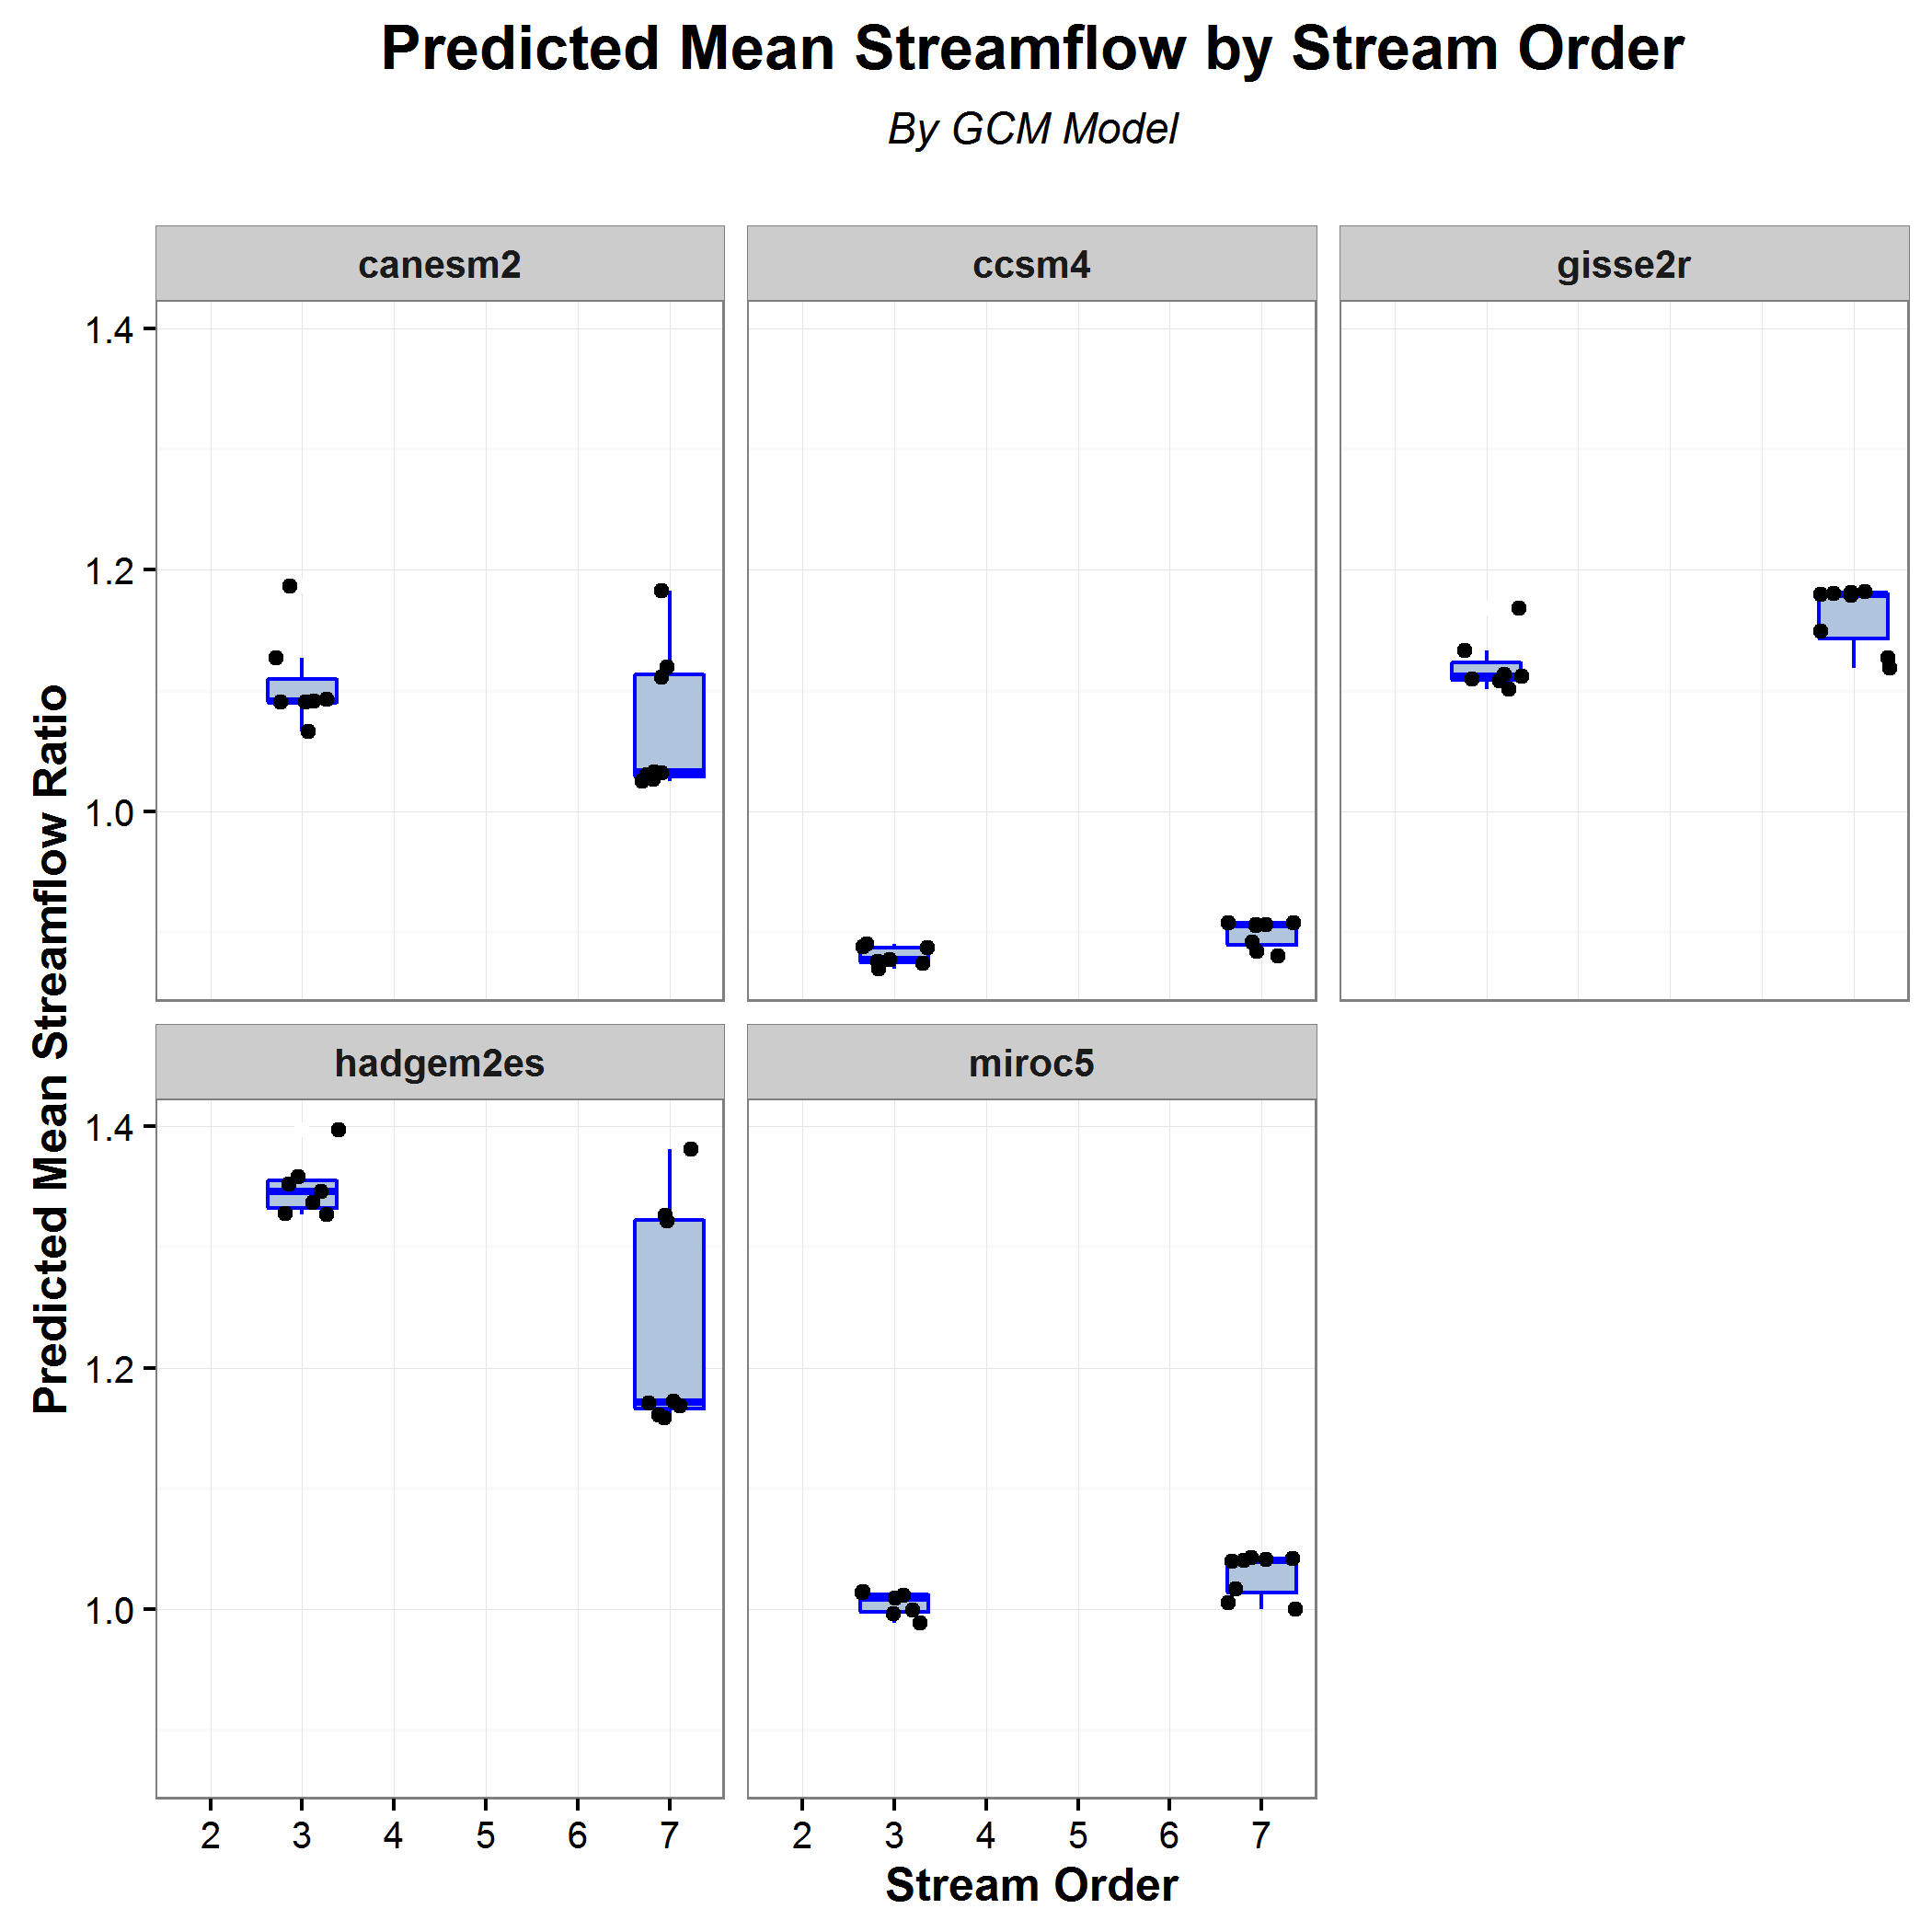 Predicted Mean Streamflow by Stream Order
By GCM Model
canesm2
ccsm4
gisse2r
1.4
1.2
1.0
Predicted Mean Streamflow Ratio
hadgem2es
miroc5
1.4
1.2
1.0
2 3 4 5 6 7
2 3 4 5 6 7
Stream Order